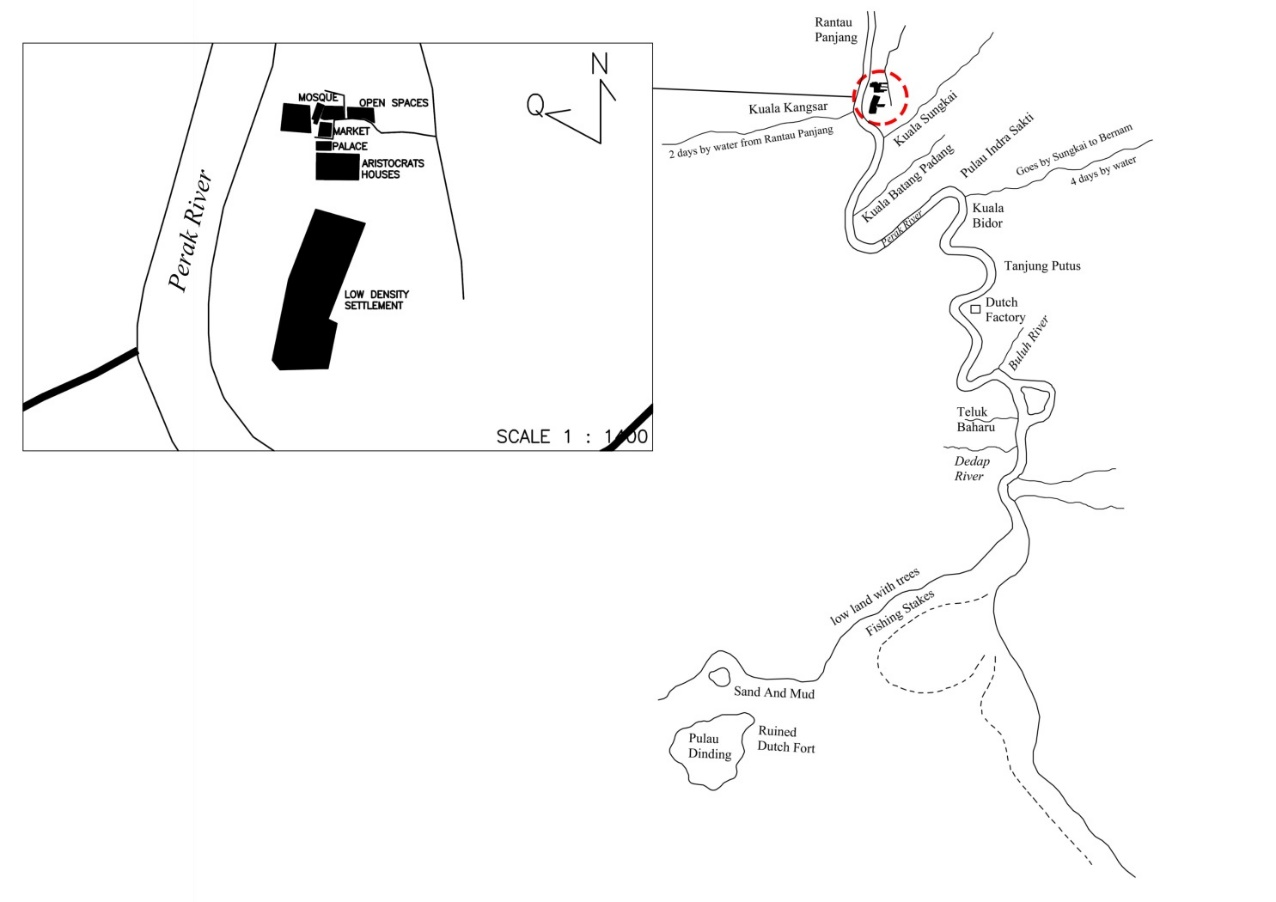 N
Q
MOSQUE
OPEN SPACES
MARKET
PALACE
ARISTOCRATS
HOUSES
Perak River
LOW DENSITY
SETTLEMENT
SCALE 1 : 1400
Rantau
Panjang
Kuala Kangsar
2 days by water from Rantau Panjang
Kuala Sungkai
Kuala Batang Padang
Pulau Indra Sakti
Goes by Sungkai to Bernam
4 days by water
Perak River
Kuala
Bidor
Tanjung Putus
Dutch
Factory
Buluh River
Teluk
Baharu
Dedap
River
low land with trees
Fishing Stakes
Sand And Mud
Pulau
Dinding
Ruined
Dutch Fort